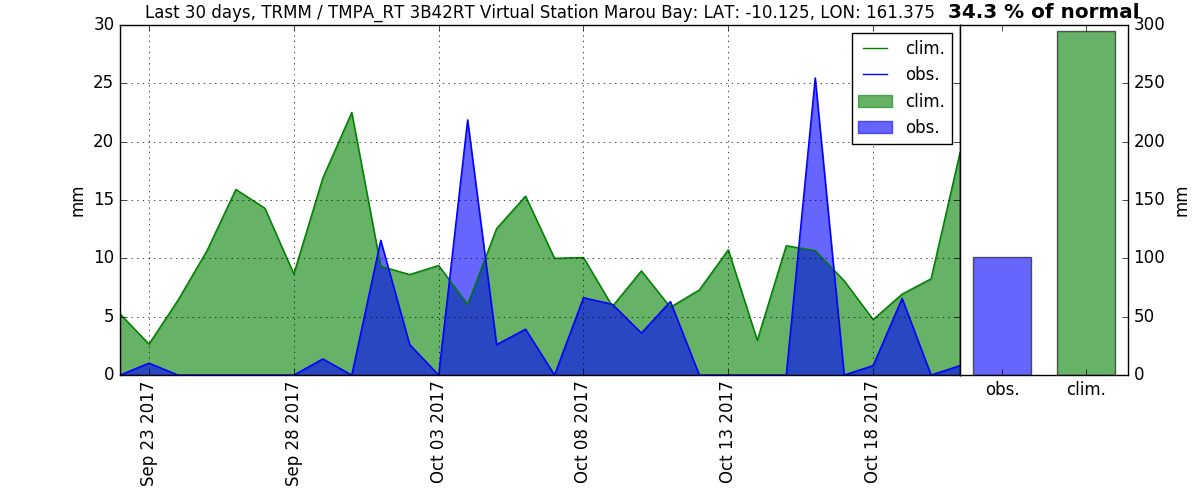 Last 30 days, TRMM / TMPA_RT 3B42RT Virtual Station Marou Bay: LAT: -10.125, LON: 161.375
34.3 % of normal
30
25
20
15
10
5
0
mm
clim.
obs.
clim.
obs.
Sep 23 2017
Sep 28 2017
Oct 03 2017
Oct 08 2017
Oct 13 2017
Oct 18 2017
300
250
200
150
100
50
0
mm
obs.
clim.